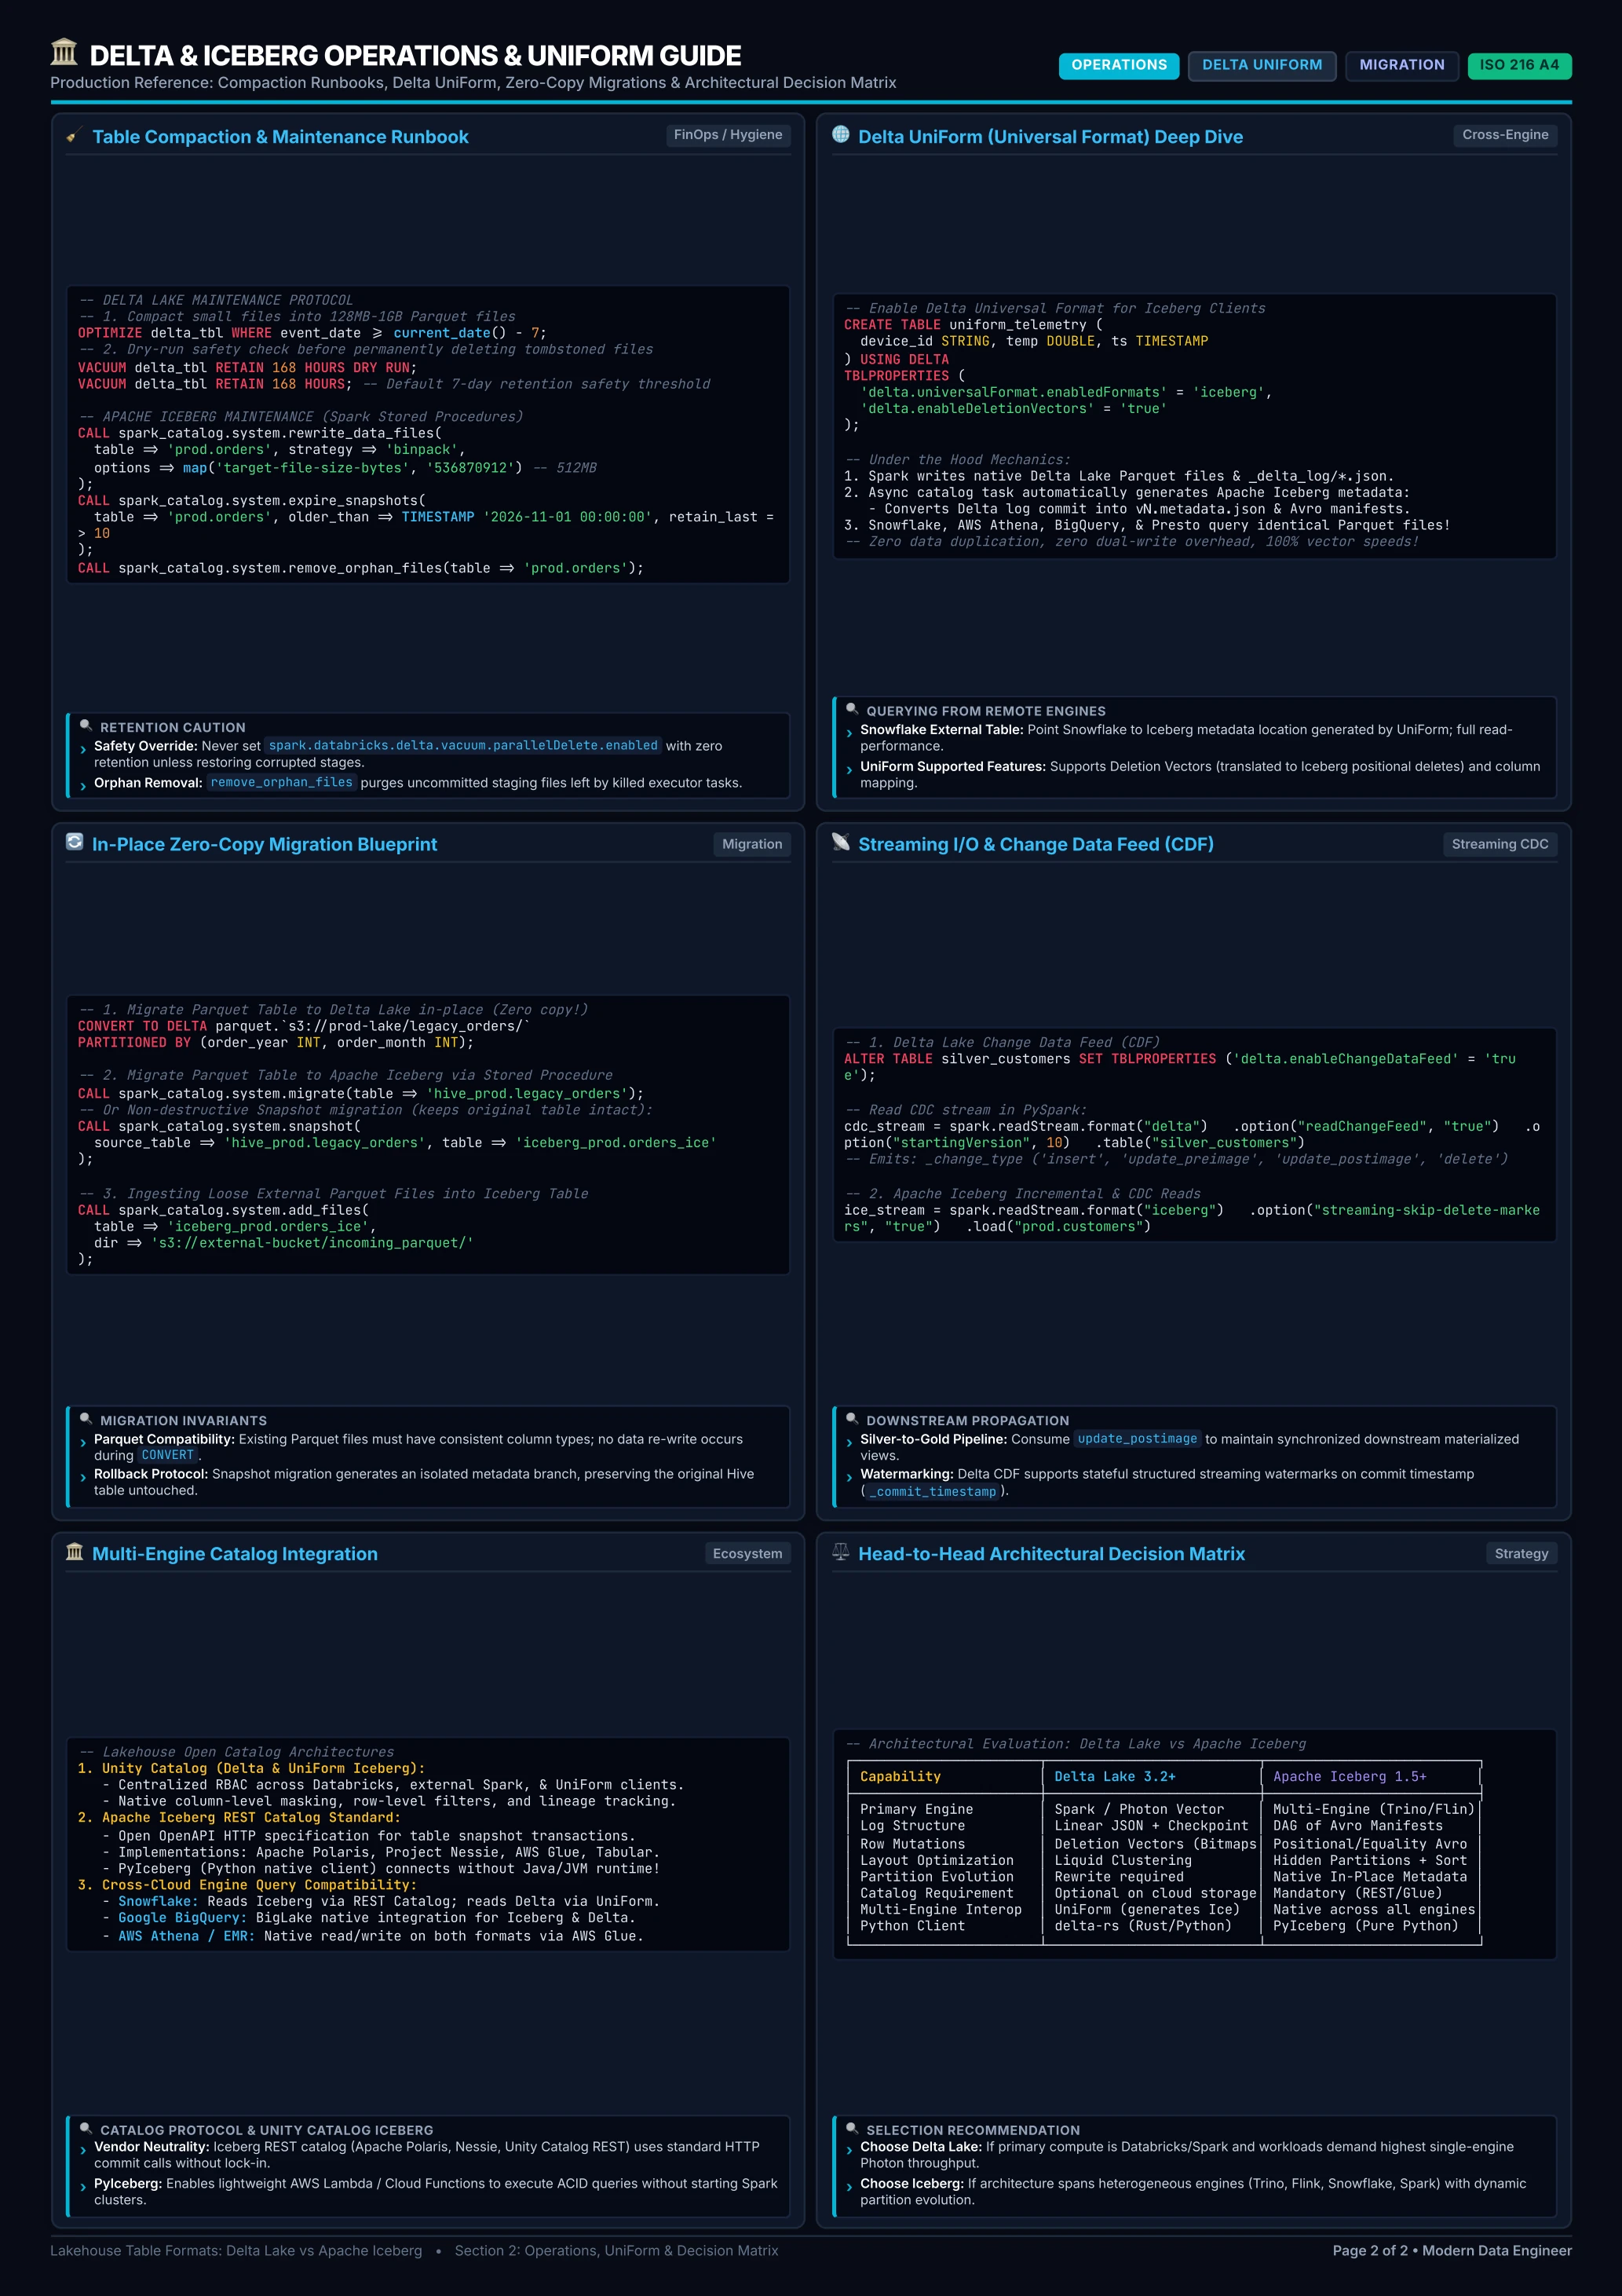 🏛️ DELTA & ICEBERG OPERATIONS & UNIFORM GUIDE
Production Reference: Compaction Runbooks, Delta UniForm, Zero-Copy Migrations & Architectural Decision Matrix
OPERATIONS
DELTA UNIFORM
MIGRATION
ISO 216 A4
Table Compaction & Maintenance Runbook
FinOps / Hygiene
-- DELTA LAKE MAINTENANCE PROTOCOL
-- 1. Compact small files into 128MB-1GB Parquet files
OPTIMIZE delta_tbl WHERE event_date >= current_date() - 7;
-- 2. Dry-run safety check before permanently deleting tombstoned files
VACUUM delta_tbl RETAIN 168 HOURS DRY RUN;
VACUUM delta_tbl RETAIN 168 HOURS; -- Default 7-day retention safety threshold
-- APACHE ICEBERG MAINTENANCE (Spark Stored Procedures)
CALL spark_catalog.system.rewrite_data_files(
table => 'prod.orders', strategy => 'binpack',
options => map('target-file-size-bytes', '536870912') -- 512MB
);
CALL spark_catalog.system.expire_snapshots(
table => 'prod.orders', older_than => TIMESTAMP '2026-11-01 00:00:00', retain_last =
> 10
);
CALL spark_catalog.system.remove_orphan_files(table => 'prod.orders');
RETENTION CAUTION
› Safety Override: Never set spark.databricks.delta.vacuum.parallelDelete.enabled with zero
retention unless restoring corrupted stages.
› Orphan Removal: remove_orphan_files purges uncommitted staging files left by killed executor tasks.
Delta UniForm (Universal Format) Deep Dive
Cross-Engine
-- Enable Delta Universal Format for Iceberg Clients
CREATE TABLE uniform_telemetry (
device_id STRING, temp DOUBLE, ts TIMESTAMP
) USING DELTA
TBLPROPERTIES (
'delta.universalFormat.enabledFormats' = 'iceberg',
'delta.enableDeletionVectors' = 'true'
);
-- Under the Hood Mechanics:
1. Spark writes native Delta Lake Parquet files & _delta_log/*.json.
2. Async catalog task automatically generates Apache Iceberg metadata:
- Converts Delta log commit into vN.metadata.json & Avro manifests.
3. Snowflake, AWS Athena, BigQuery, & Presto query identical Parquet files!
-- Zero data duplication, zero dual-write overhead, 100% vector speeds!
QUERYING FROM REMOTE ENGINES
› Snowflake External Table: Point Snowflake to Iceberg metadata location generated by UniForm; full read-
performance.
› UniForm Supported Features: Supports Deletion Vectors (translated to Iceberg positional deletes) and column
mapping.
In-Place Zero-Copy Migration Blueprint
Migration
-- 1. Migrate Parquet Table to Delta Lake in-place (Zero copy!)
CONVERT TO DELTA parquet.`s3://prod-lake/legacy_orders/`
PARTITIONED BY (order_year INT, order_month INT);
-- 2. Migrate Parquet Table to Apache Iceberg via Stored Procedure
CALL spark_catalog.system.migrate(table => 'hive_prod.legacy_orders');
-- Or Non-destructive Snapshot migration (keeps original table intact):
CALL spark_catalog.system.snapshot(
source_table => 'hive_prod.legacy_orders', table => 'iceberg_prod.orders_ice'
);
-- 3. Ingesting Loose External Parquet Files into Iceberg Table
CALL spark_catalog.system.add_files(
table => 'iceberg_prod.orders_ice',
dir => 's3://external-bucket/incoming_parquet/'
);
MIGRATION INVARIANTS
› Parquet Compatibility: Existing Parquet files must have consistent column types; no data re-write occurs
during CONVERT.
› Rollback Protocol: Snapshot migration generates an isolated metadata branch, preserving the original Hive
table untouched.
Streaming I/O & Change Data Feed (CDF)
Streaming CDC
-- 1. Delta Lake Change Data Feed (CDF)
ALTER TABLE silver_customers SET TBLPROPERTIES ('delta.enableChangeDataFeed' = 'tru
e');
-- Read CDC stream in PySpark:
cdc_stream = spark.readStream.format("delta")   .option("readChangeFeed", "true")   .o
ption("startingVersion", 10)   .table("silver_customers")
-- Emits: _change_type ('insert', 'update_preimage', 'update_postimage', 'delete')
-- 2. Apache Iceberg Incremental & CDC Reads
ice_stream = spark.readStream.format("iceberg")   .option("streaming-skip-delete-marke
rs", "true")   .load("prod.customers")
DOWNSTREAM PROPAGATION
› Silver-to-Gold Pipeline: Consume update_postimage to maintain synchronized downstream materialized
views.
› Watermarking: Delta CDF supports stateful structured streaming watermarks on commit timestamp
(_commit_timestamp).
Multi-Engine Catalog Integration
Ecosystem
-- Lakehouse Open Catalog Architectures
1. Unity Catalog (Delta & UniForm Iceberg):
- Centralized RBAC across Databricks, external Spark, & UniForm clients.
- Native column-level masking, row-level filters, and lineage tracking.
2. Apache Iceberg REST Catalog Standard:
- Open OpenAPI HTTP specification for table snapshot transactions.
- Implementations: Apache Polaris, Project Nessie, AWS Glue, Tabular.
- PyIceberg (Python native client) connects without Java/JVM runtime!
3. Cross-Cloud Engine Query Compatibility:
- Snowflake: Reads Iceberg via REST Catalog; reads Delta via UniForm.
- Google BigQuery: BigLake native integration for Iceberg & Delta.
- AWS Athena / EMR: Native read/write on both formats via AWS Glue.
CATALOG PROTOCOL & UNITY CATALOG ICEBERG
› Vendor Neutrality: Iceberg REST catalog (Apache Polaris, Nessie, Unity Catalog REST) uses standard HTTP
commit calls without lock-in.
› PyIceberg: Enables lightweight AWS Lambda / Cloud Functions to execute ACID queries without starting Spark
clusters.
Head-to-Head Architectural Decision Matrix
Strategy
-- Architectural Evaluation: Delta Lake vs Apache Iceberg
Capability | Delta Lake 3.2+ | Apache Iceberg 1.5+
Primary Engine | Spark / Photon Vector | Multi-Engine (Trino/Flin)
Log Structure | Linear JSON + Checkpoint | DAG of Avro Manifests
Row Mutations | Deletion Vectors (Bitmaps | Positional/Equality Avro
Layout Optimization | Liquid Clustering | Hidden Partitions + Sort
Partition Evolution | Rewrite required | Native In-Place Metadata
Catalog Requirement | Optional on cloud storage | Mandatory (REST/Glue)
Multi-Engine Interop | UniForm (generates Ice) | Native across all engines
Python Client | delta-rs (Rust/Python) | PyIceberg (Pure Python)
SELECTION RECOMMENDATION
› Choose Delta Lake: If primary compute is Databricks/Spark and workloads demand highest single-engine
Photon throughput.
› Choose Iceberg: If architecture spans heterogeneous engines (Trino, Flink, Snowflake, Spark) with dynamic
partition evolution.
Lakehouse Table Formats: Delta Lake vs Apache Iceberg • Section 2: Operations, UniForm & Decision Matrix
Page 2 of 2 • Modern Data Engineer